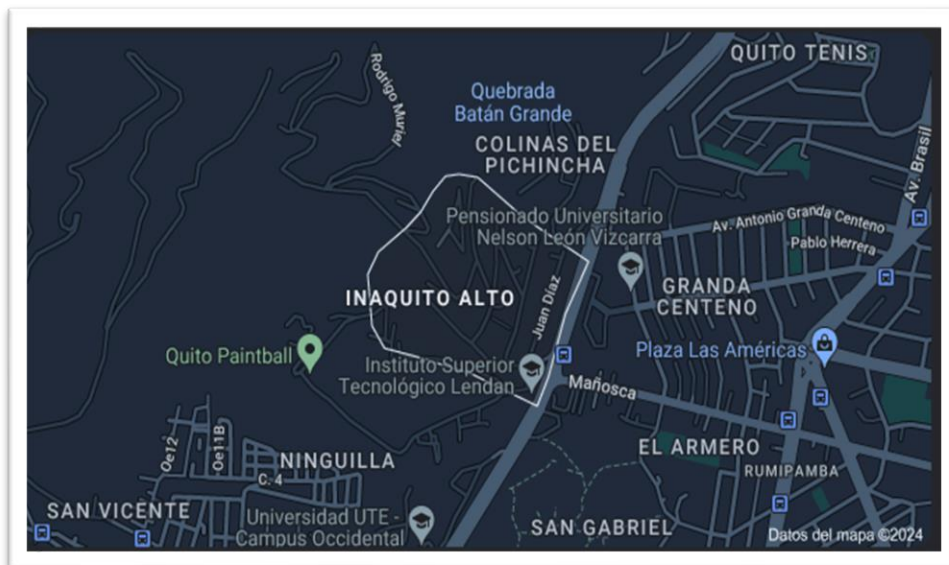 QUITO TENIS
Rodrigo Muriey
Quebrada
Batán Grande
COLINAS DEL
PICHINCHA
Av. Brasil
Pensionado Universitario
Nelson León Vizcarra
Av. Antonio Granda Centeno
Pablo Herrera
INAQUITO ALTO
Juan Díaz
GRANDA
CENTENO
Quito Paintball
Instituto Superior
Tecnológico Lendan
Plaza Las Américas
Mañosca
Oe12
Oe11B
NINGUILLA
C. 4
EL ARMERO
RUMIPAMBA
SAN VICENTE
Universidad UTE -
Campus Occidental
SAN GABRIEL
Datos del mapa ©2024